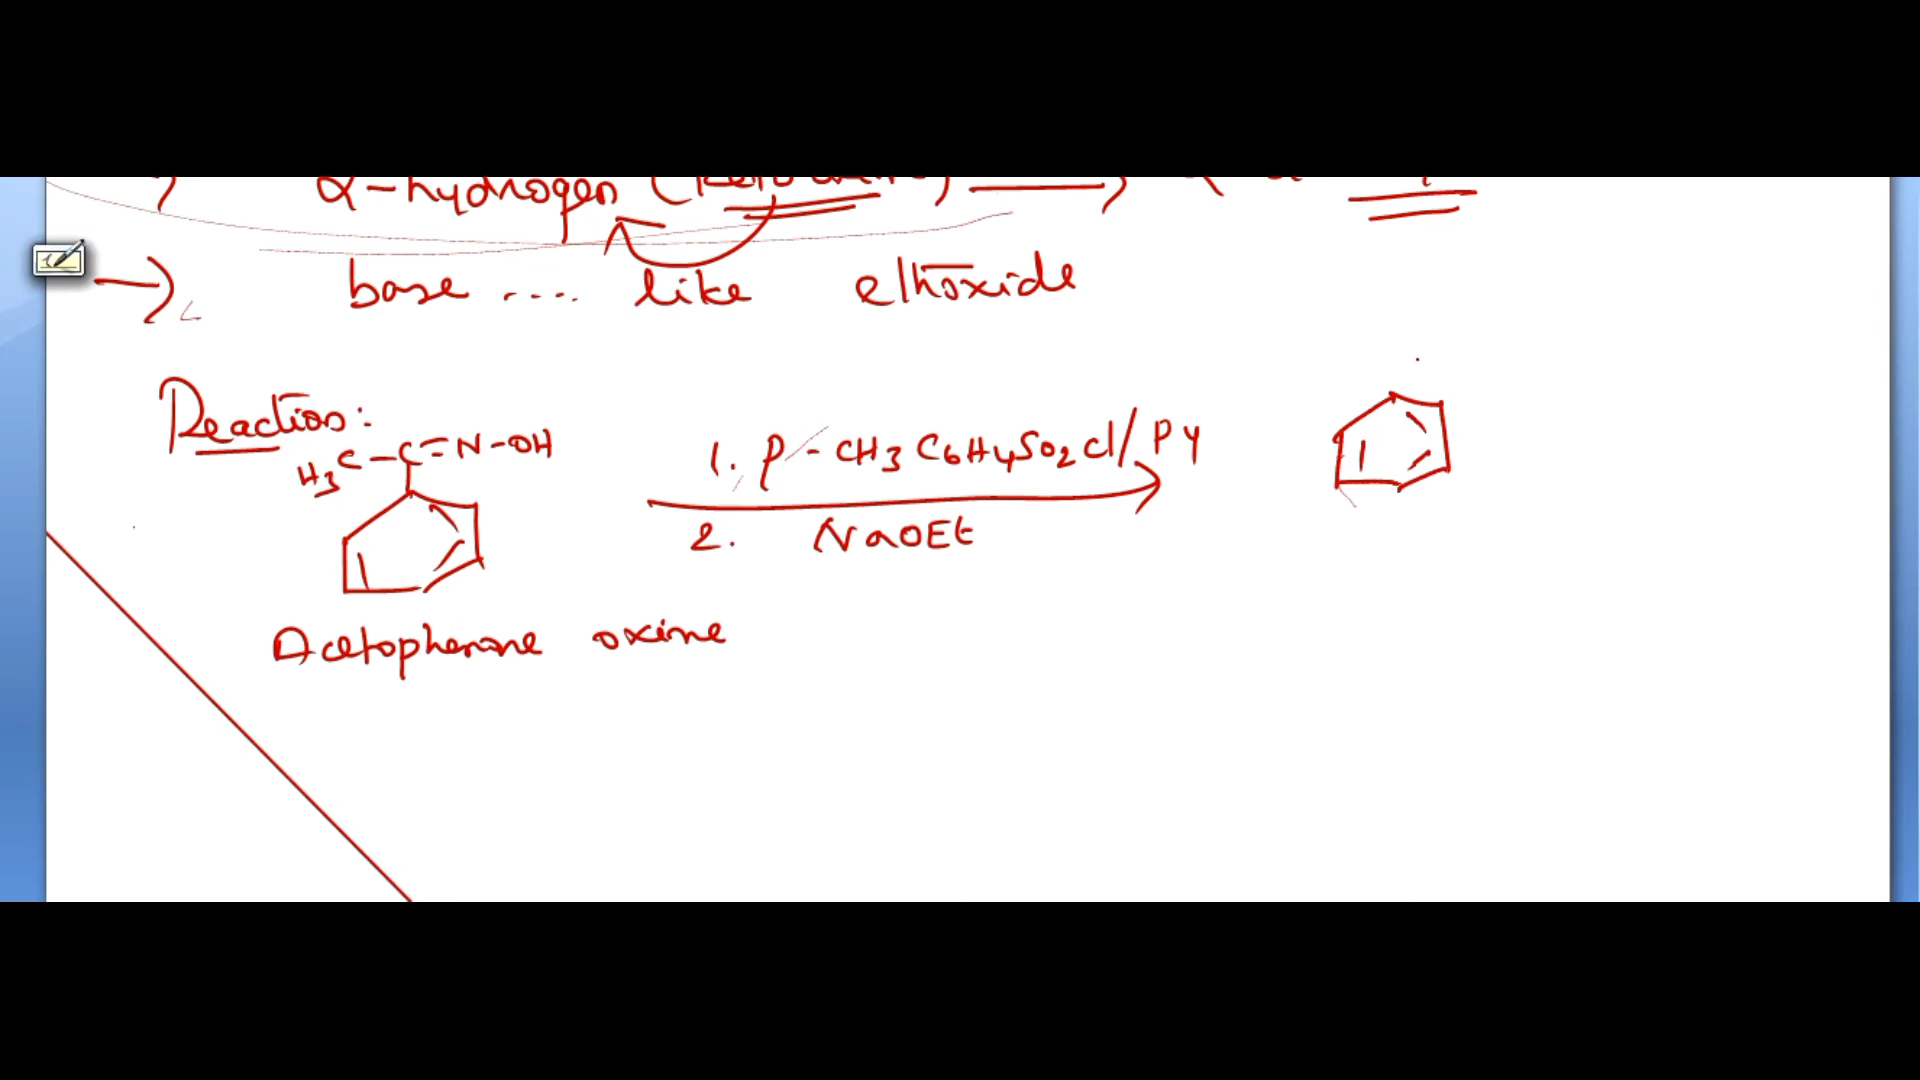 α-hydrogen (
base .... like ethoxide
Reaction:
H3C-C=N-OH
1. P-CH3C6H4SO2Cl/PY
2. NaOEt
Acetophenone oxime